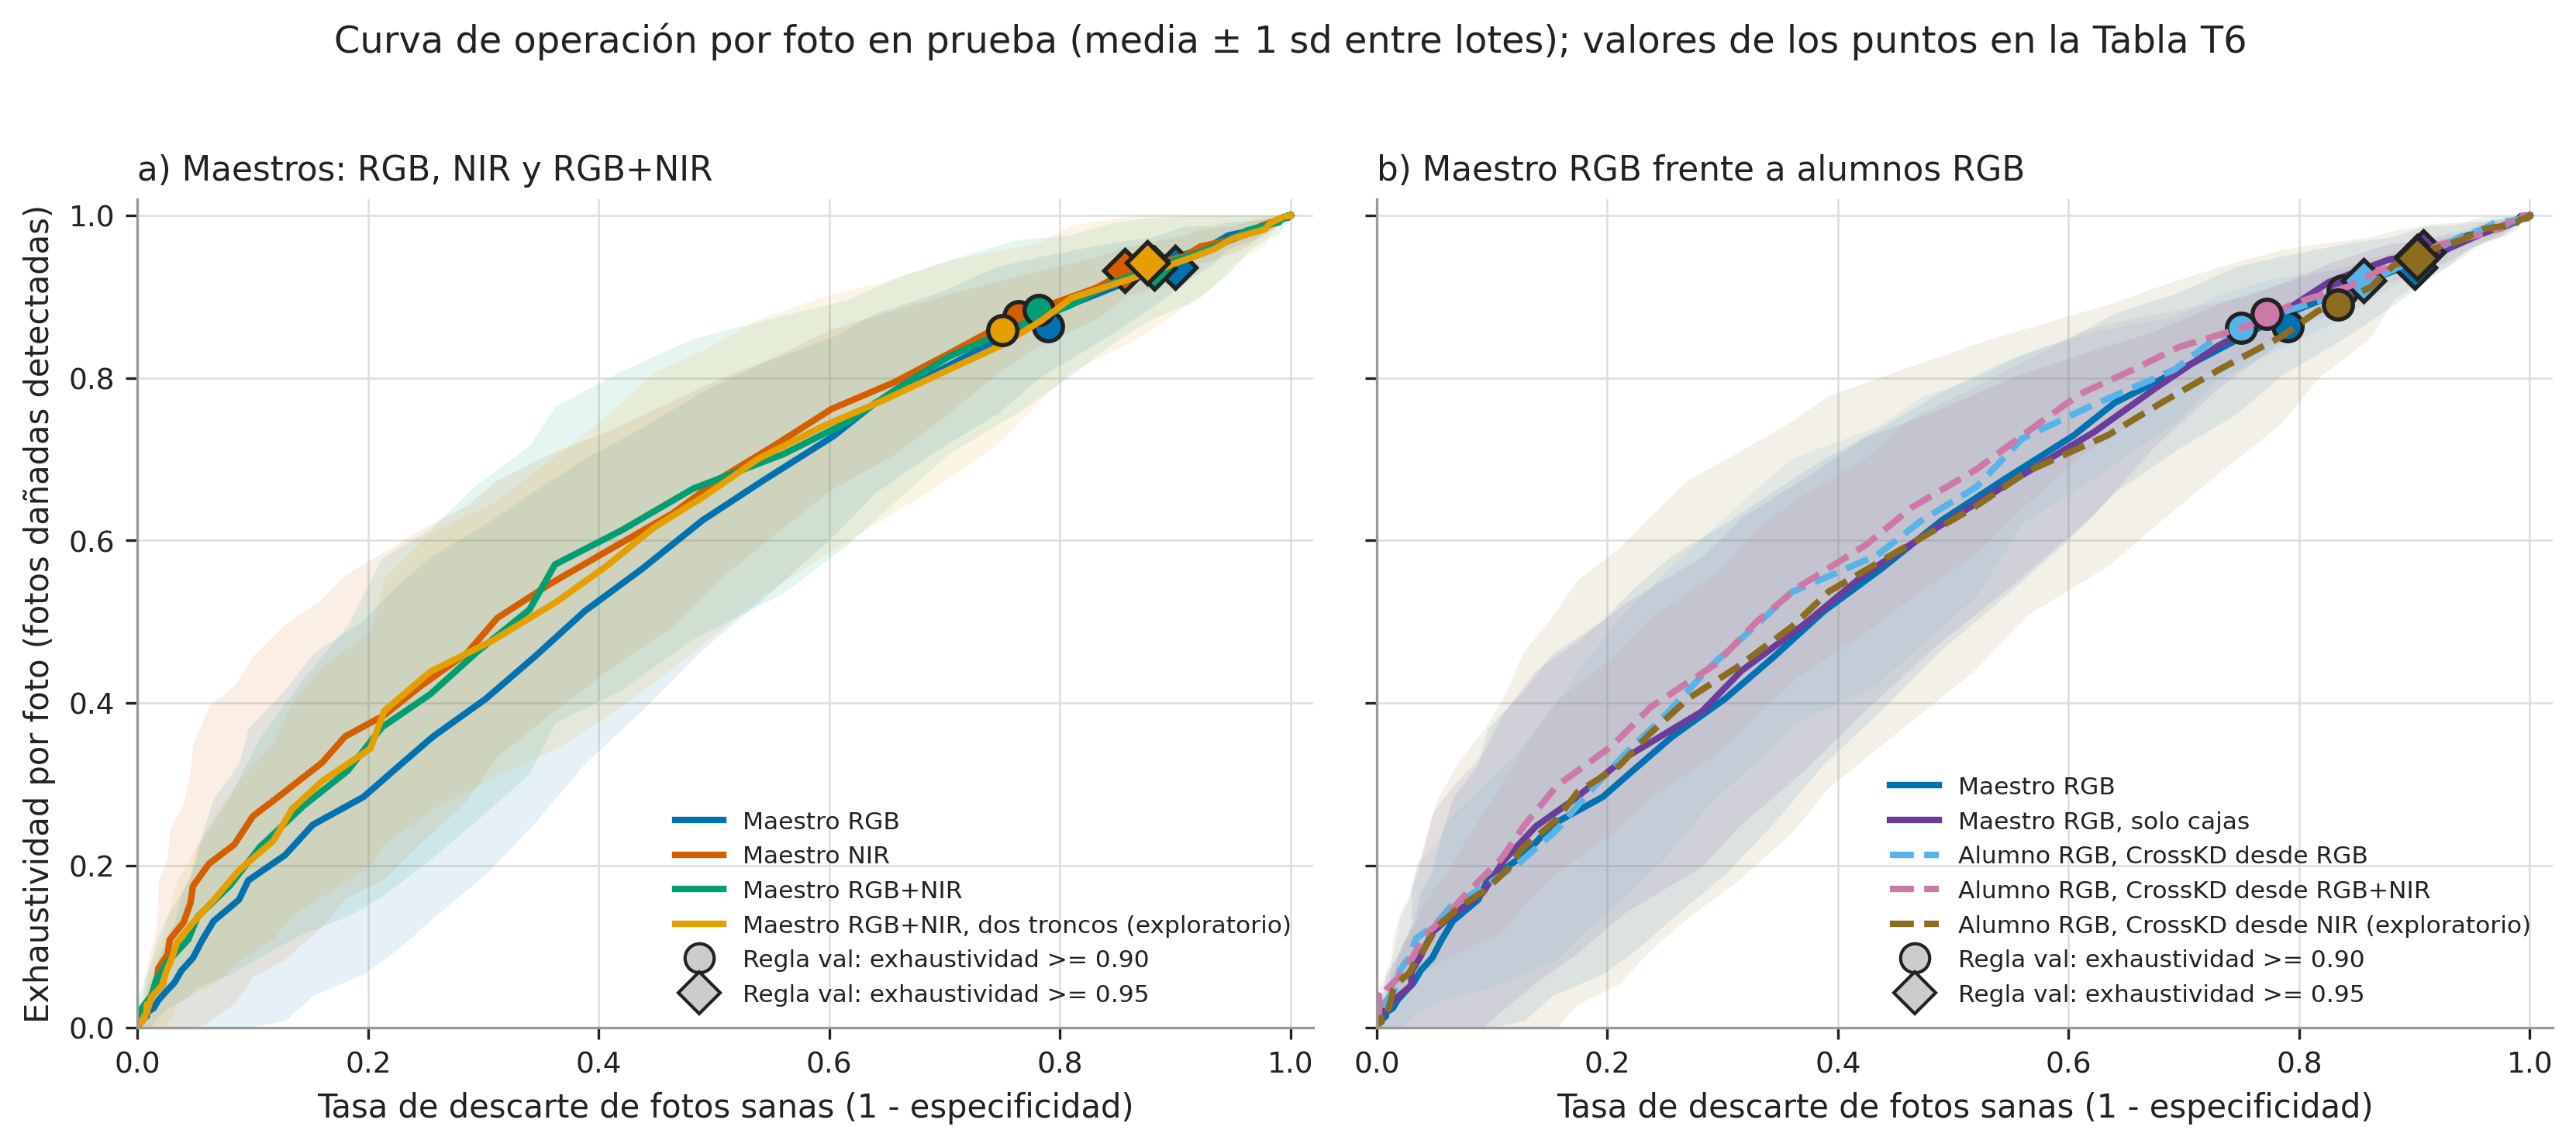 Curva de operación por foto en prueba (media ± 1 sd entre lotes); valores de los puntos en la Tabla T6
a) Maestros: RGB, NIR y RGB+NIR
Exhaustividad por foto (fotos dañadas detectadas)
1.0
0.8
0.6
0.4
0.2
0.0
Maestro RGB
Maestro NIR
Maestro RGB+NIR
Maestro RGB+NIR, dos troncos (exploratorio)
Regla val: exhaustividad >= 0.90
Regla val: exhaustividad >= 0.95
0.0 0.2 0.4 0.6 0.8 1.0
Tasa de descarte de fotos sanas (1 - especificidad)
b) Maestro RGB frente a alumnos RGB
Maestro RGB
Maestro RGB, solo cajas
Alumno RGB, CrossKD desde RGB
Alumno RGB, CrossKD desde RGB+NIR
Alumno RGB, CrossKD desde NIR (exploratorio)
Regla val: exhaustividad >= 0.90
Regla val: exhaustividad >= 0.95
0.0 0.2 0.4 0.6 0.8 1.0
Tasa de descarte de fotos sanas (1 - especificidad)